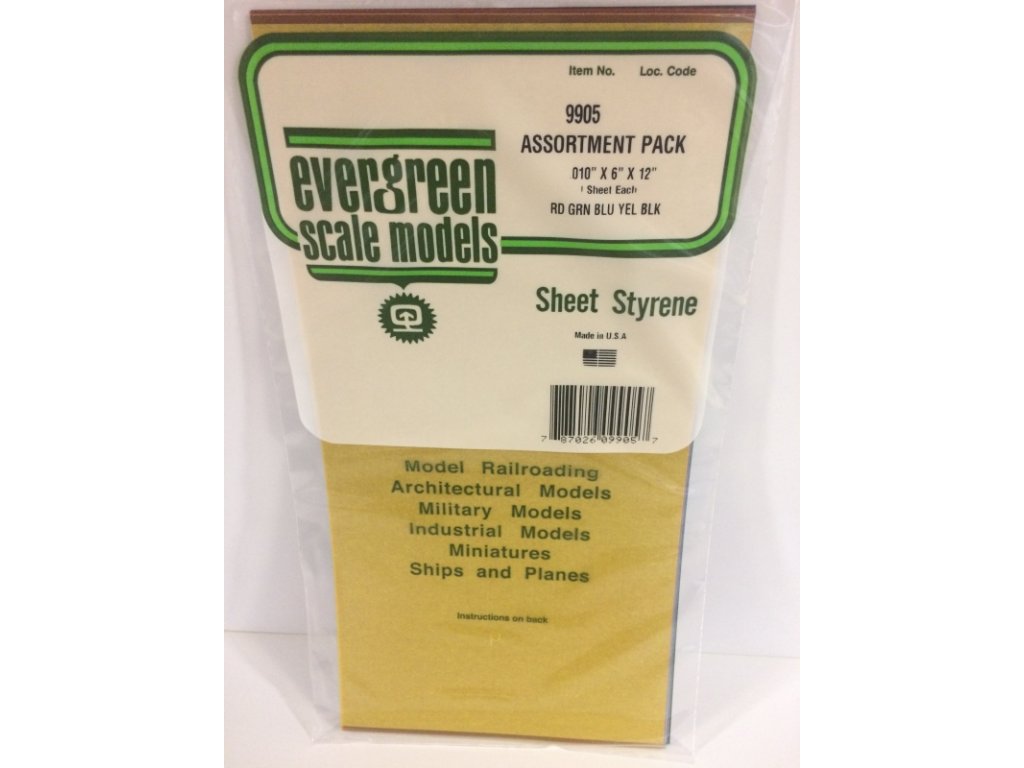 Item No. Loc. Code
9905
ASSORTMENT PACK
010" X 6" X 12"
1 Sheet Each
RD GRN BLU YEL BLK
evergreen
scale models
Sheet Styrene
Made in U.S.A
7 87026 09905 7
Model Railroading
Architectural Models
Military Models
Industrial Models
Miniatures
Ships and Planes
Instructions on back